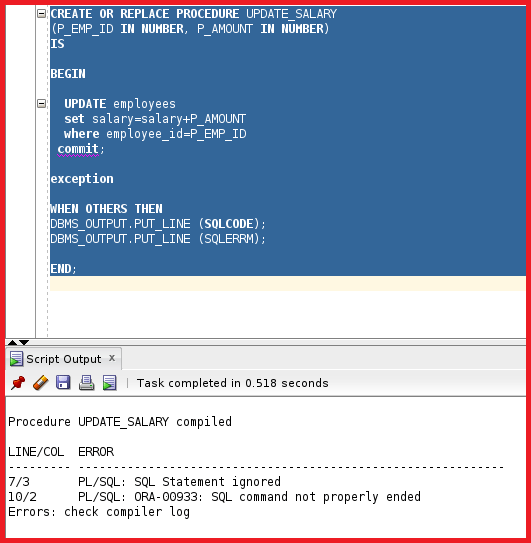 CREATE OR REPLACE PROCEDURE UPDATE_SALARY
(P_EMP_ID IN NUMBER, P_AMOUNT IN NUMBER)
IS
BEGIN
UPDATE employees
set salary=salary+P_AMOUNT
where employee_id=P_EMP_ID
commit;
exception
WHEN OTHERS THEN
DBMS_OUTPUT.PUT_LINE (SQLCODE);
DBMS_OUTPUT.PUT_LINE (SQLERRM);
END;
Script Output x
Task completed in 0.518 seconds
Procedure UPDATE_SALARY compiled
LINE/COL ERROR
--------- -------------------------------------------------------------
7/3 PL/SQL: SQL Statement ignored
10/2 PL/SQL: ORA-00933: SQL command not properly ended
Errors: check compiler log